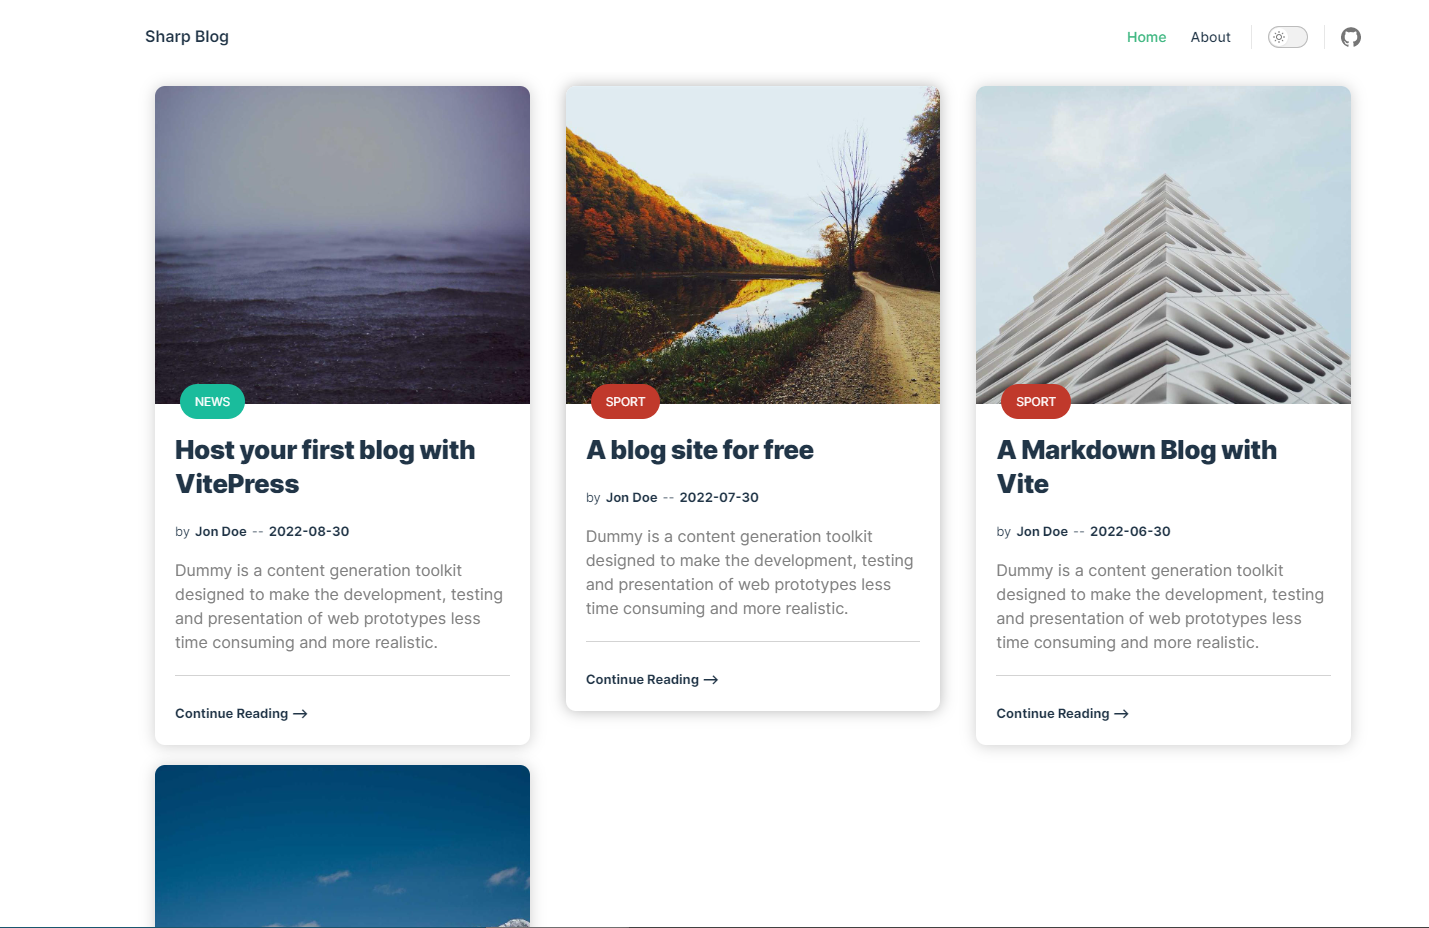 Sharp Blog
Home
About
NEWS
Host your first blog with
VitePress
by Jon Doe -- 2022-08-30
Dummy is a content generation toolkit
designed to make the development, testing
and presentation of web prototypes less
time consuming and more realistic.
Continue Reading →
SPORT
A blog site for free
by Jon Doe -- 2022-07-30
Dummy is a content generation toolkit
designed to make the development, testing
and presentation of web prototypes less
time consuming and more realistic.
Continue Reading →
SPORT
A Markdown Blog with
Vite
by Jon Doe -- 2022-06-30
Dummy is a content generation toolkit
designed to make the development, testing
and presentation of web prototypes less
time consuming and more realistic.
Continue Reading →